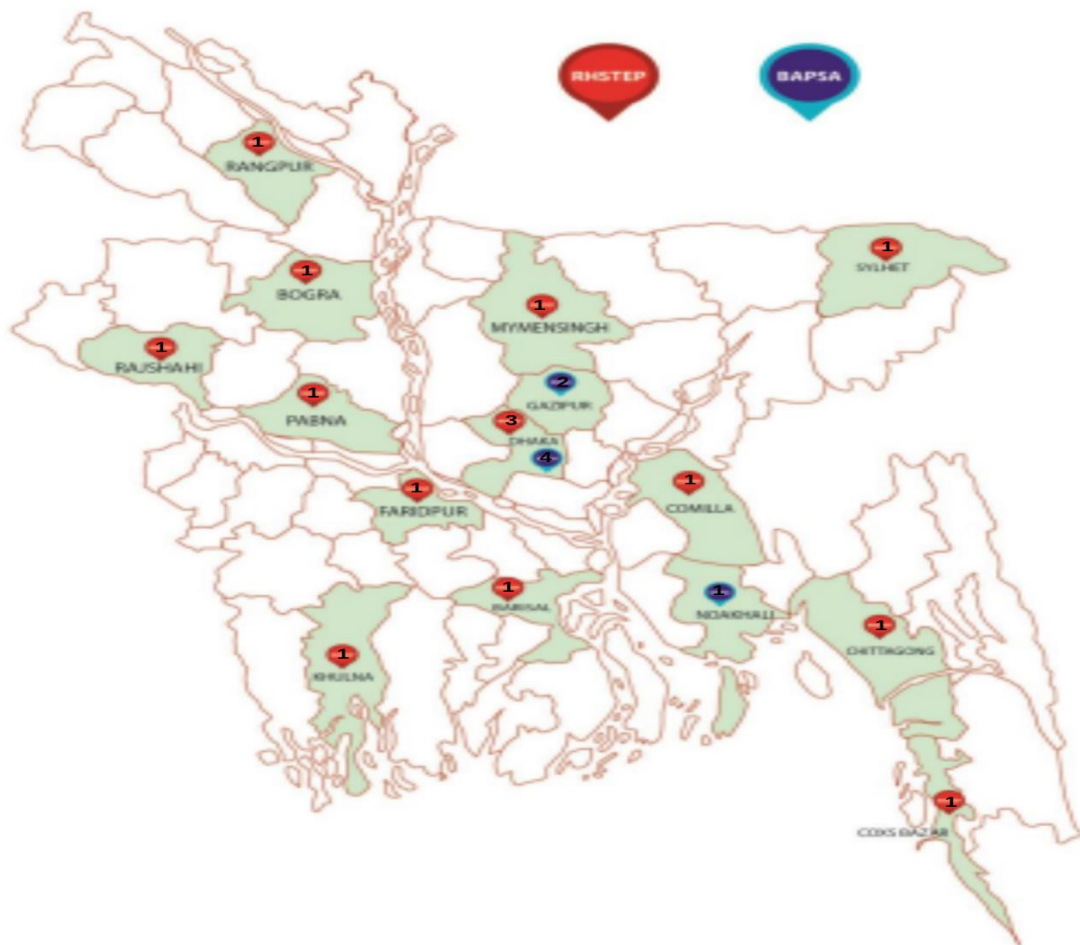 RHSTEP
BAPSA
1
RANGPUR
1
SYLHET
1
BOGRA
1
MYMENSINGH
1
RAJSHAHI
2
GAZIPUR
1
PABNA
3
DHAKA
4
1
COMILLA
1
FARIDPUR
1
BARISAL
1
NOAKHALI
1
CHITTAGONG
1
KHULNA
1
COXS BAZAR